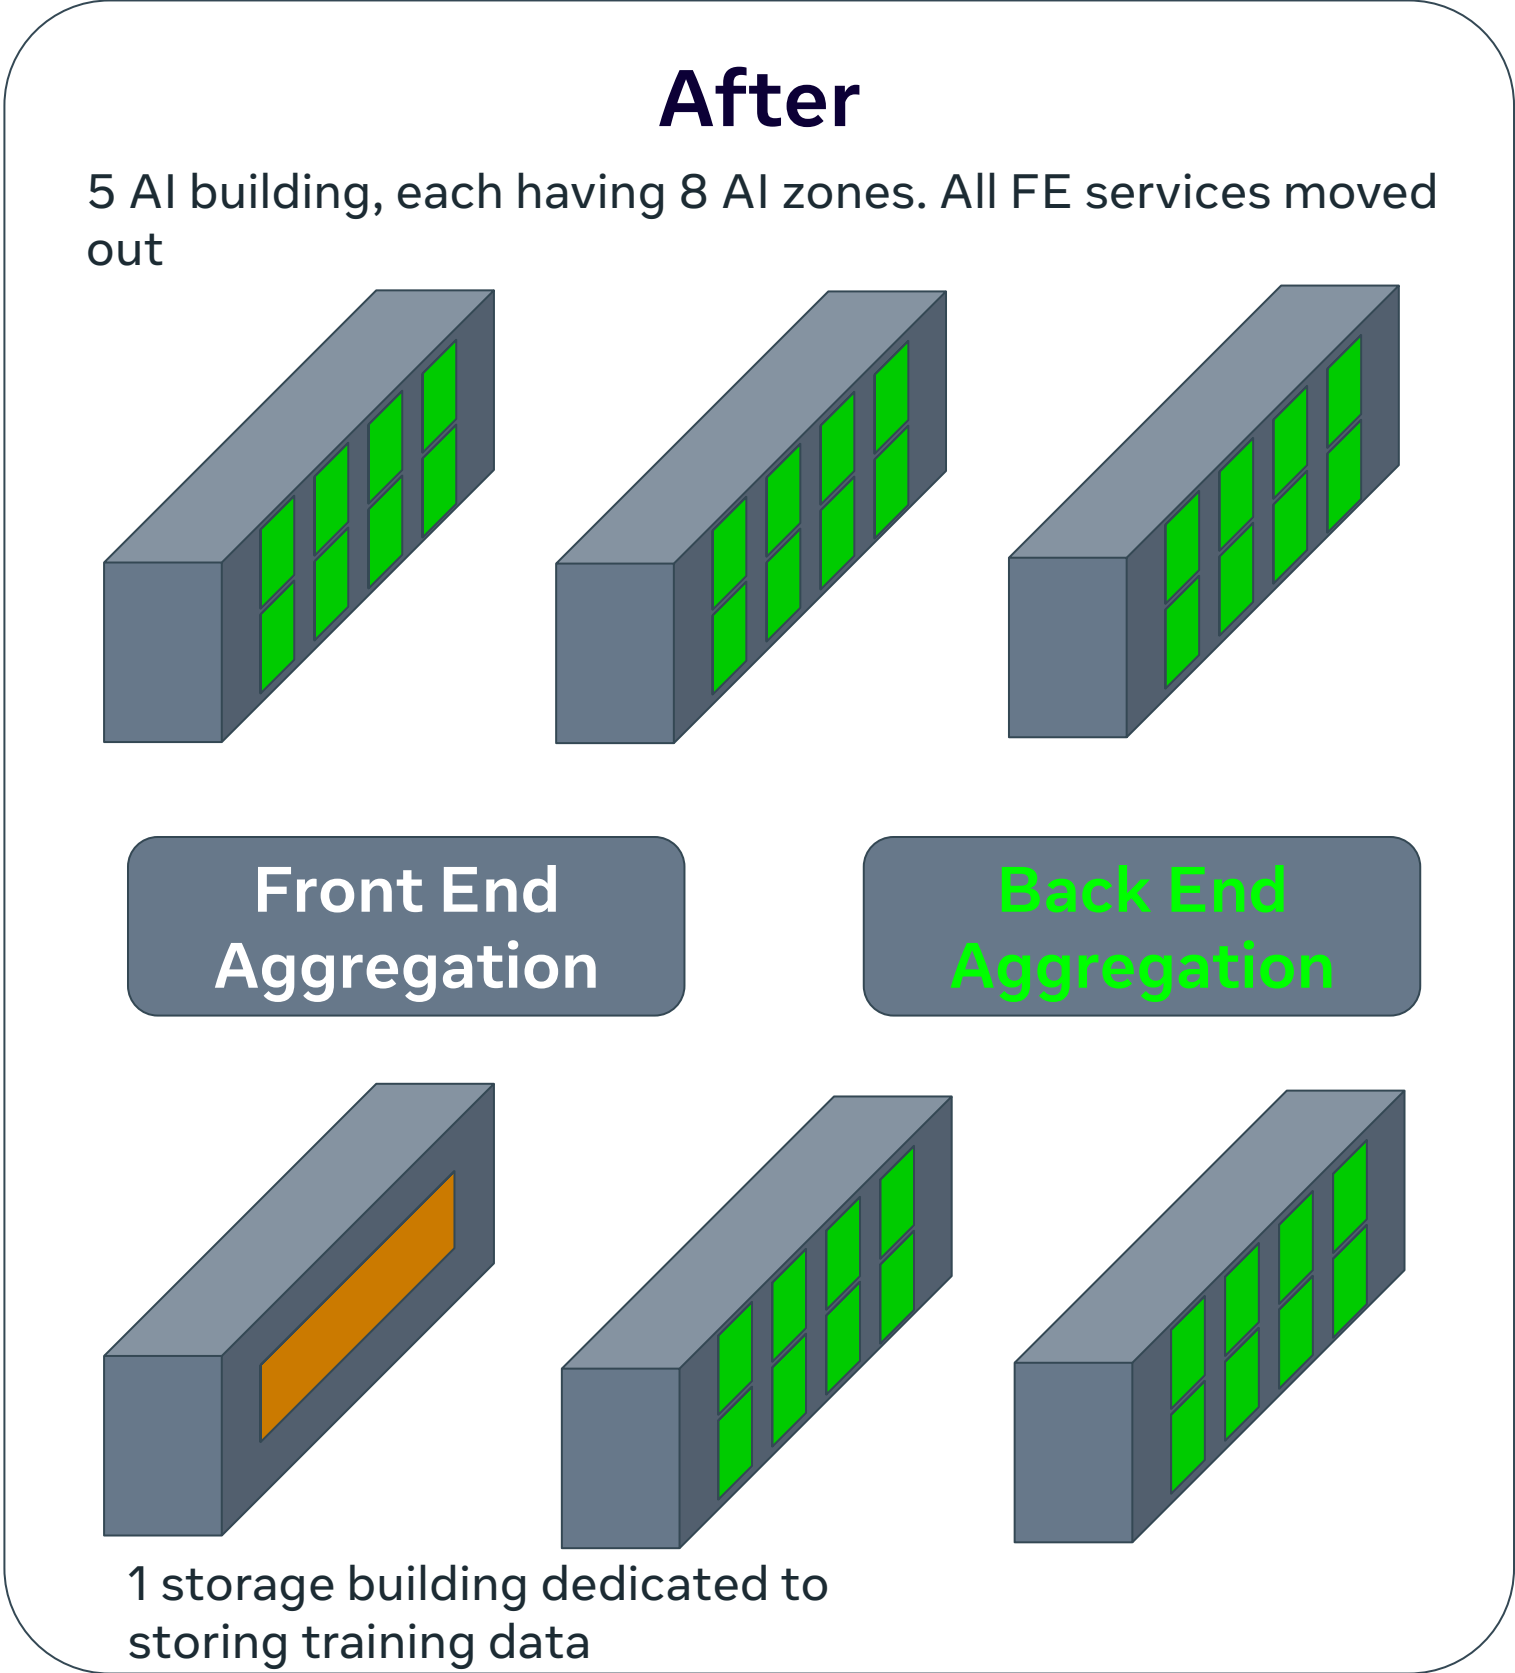 After
5 AI building, each having 8 AI zones. All FE services moved
out
Front End
Aggregation
Back End
Aggregation
1 storage building dedicated to
storing training data